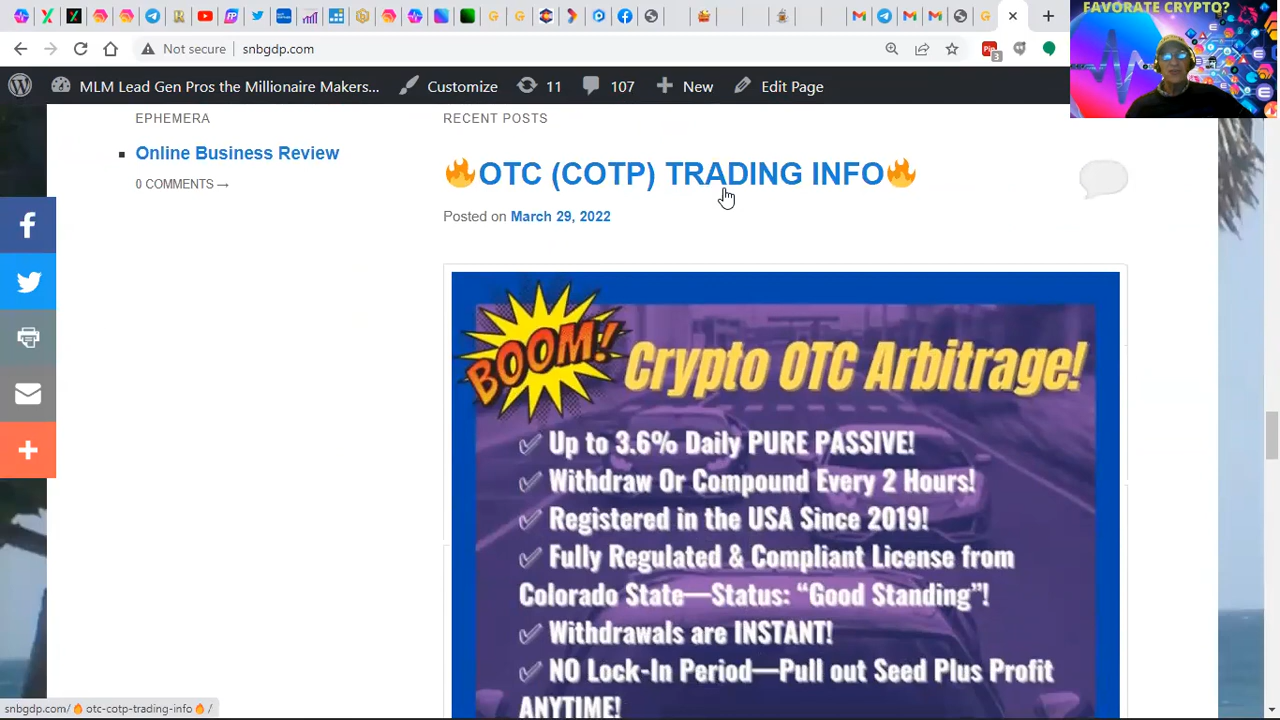 FAVORATE CRYPTO?
Not secure
snbgdp.com
3
MLM Lead Gen Pros the Millionaire Makers...
Customize
11
107
New
Edit Page
EPHEMERA
Online Business Review
0 COMMENTS →
RECENT POSTS
🔥OTC (COTP) TRADING INFO🔥
Posted on March 29, 2022
BOOM!
Crypto OTC Arbitrage!
✅ Up to 3.6% Daily PURE PASSIVE!
✅ Withdraw Or Compound Every 2 Hours!
✅ Registered in the USA Since 2019!
✅ Fully Regulated & Compliant License from
Colorado State—Status: “Good Standing”!
✅ Withdrawals are INSTANT!
✅ NO Lock-In Period—Pull out Seed Plus Profit
ANYTIME!
snbgdp.com/🔥otc-cotp-trading-info🔥/